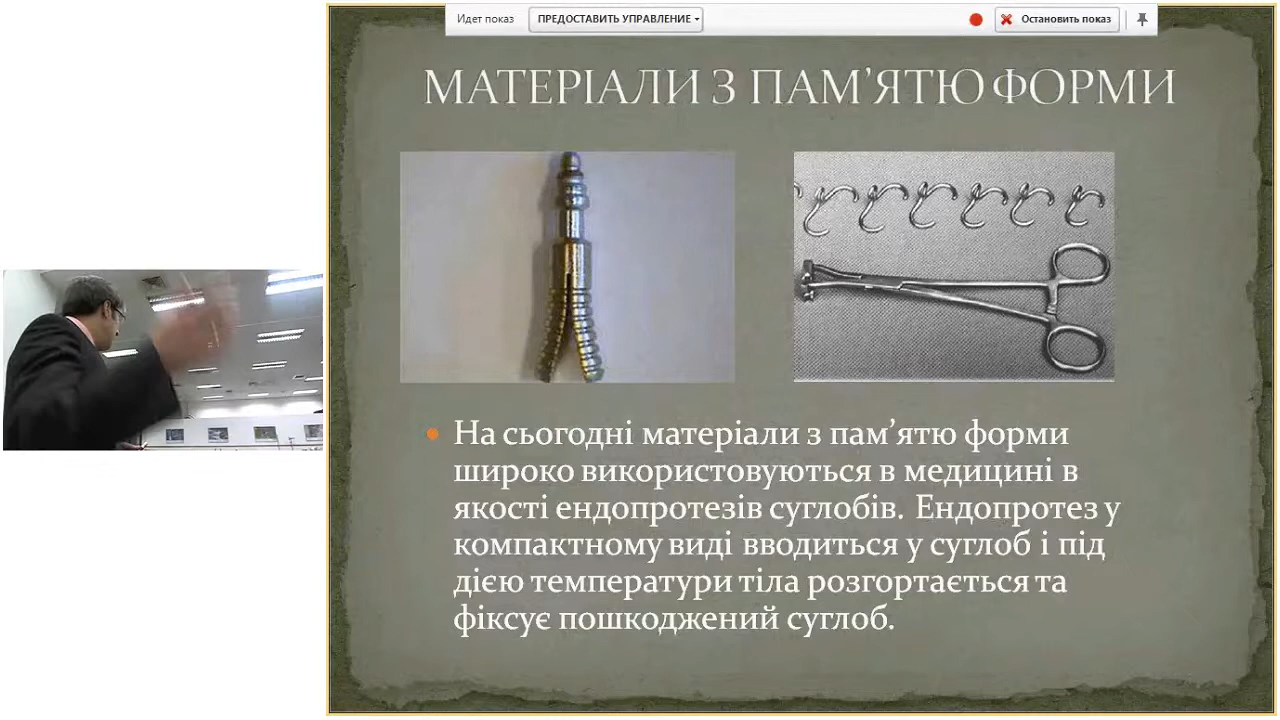 Идет показ
ПРЕДОСТАВИТЬ УПРАВЛЕНИЕ
Остановить показ
МАТЕРІАЛИ З ПАМ’ЯТЮ ФОРМИ
• На сьогодні матеріали з пам’ятю форми
широко використовуються в медицині в
якості ендопротезів суглобів. Ендопротез у
компактному виді вводиться у суглоб і під
дією температури тіла розгортається та
фіксує пошкоджений суглоб.